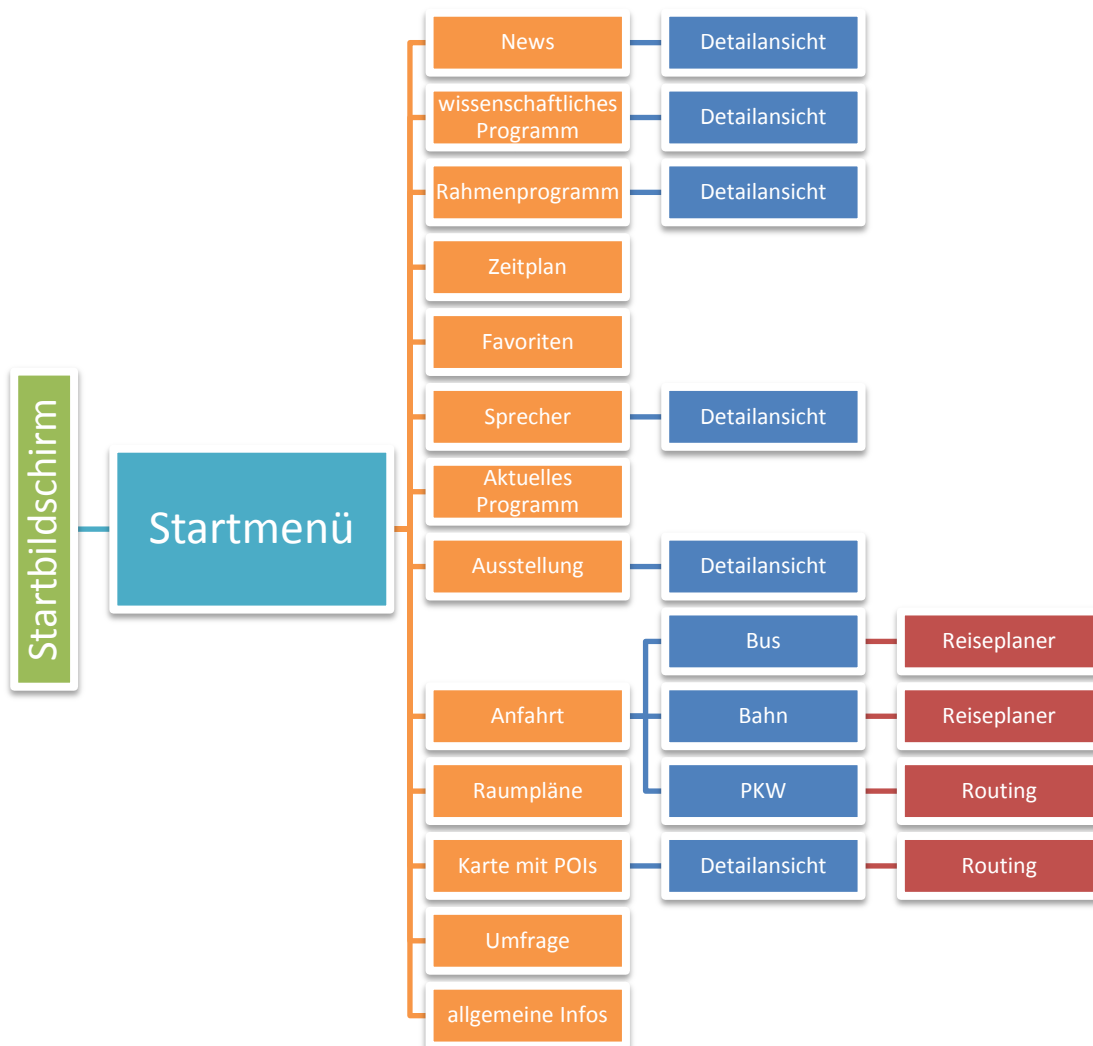 Startbildschirm
Startmenü
News
Detailansicht
wissenschaftliches
Programm
Detailansicht
Rahmenprogramm
Detailansicht
Zeitplan
Favoriten
Sprecher
Detailansicht
Aktuelles
Programm
Ausstellung
Detailansicht
Anfahrt
Bus
Reiseplaner
Bahn
Reiseplaner
PKW
Routing
Raumpläne
Karte mit POIs
Detailansicht
Routing
Umfrage
allgemeine Infos